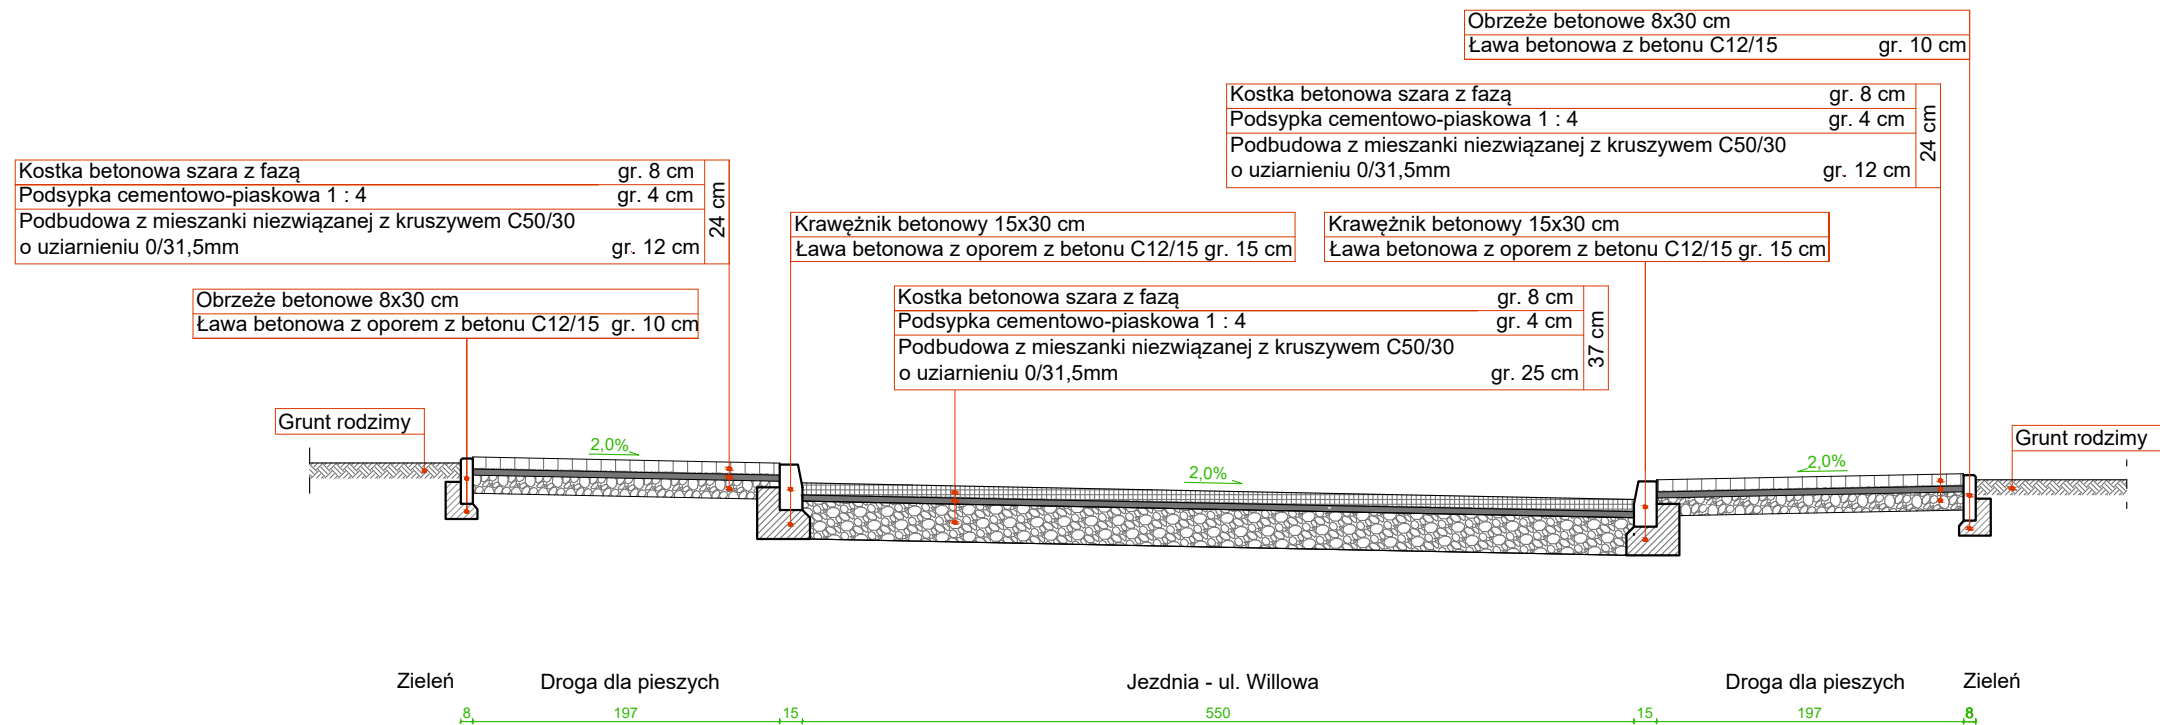 Obrzeże betonowe 8x30 cm
Ława betonowa z betonu C12/15 gr. 10 cm
Kostka betonowa szara z fazą gr. 8 cm
Podsypka cementowo-piaskowa 1 : 4 gr. 4 cm
Podbudowa z mieszanki niezwiązanej z kruszywem C50/30
o uziarnieniu 0/31,5mm gr. 12 cm
24 cm
Kostka betonowa szara z fazą gr. 8 cm
Podsypka cementowo-piaskowa 1 : 4 gr. 4 cm
Podbudowa z mieszanki niezwiązanej z kruszywem C50/30
o uziarnieniu 0/31,5mm gr. 12 cm
24 cm
Krawężnik betonowy 15x30 cm
Ława betonowa z oporem z betonu C12/15 gr. 15 cm
Krawężnik betonowy 15x30 cm
Ława betonowa z oporem z betonu C12/15 gr. 15 cm
Obrzeże betonowe 8x30 cm
Ława betonowa z oporem z betonu C12/15 gr. 10 cm
Kostka betonowa szara z fazą gr. 8 cm
Podsypka cementowo-piaskowa 1 : 4 gr. 4 cm
Podbudowa z mieszanki niezwiązanej z kruszywem C50/30
o uziarnieniu 0/31,5mm gr. 25 cm
37 cm
Grunt rodzimy
Grunt rodzimy
2,0%
2,0%
2,0%
Zieleń Droga dla pieszych Jezdnia - ul. Willowa Droga dla pieszych Zieleń
8 197 15 550 15 197 8